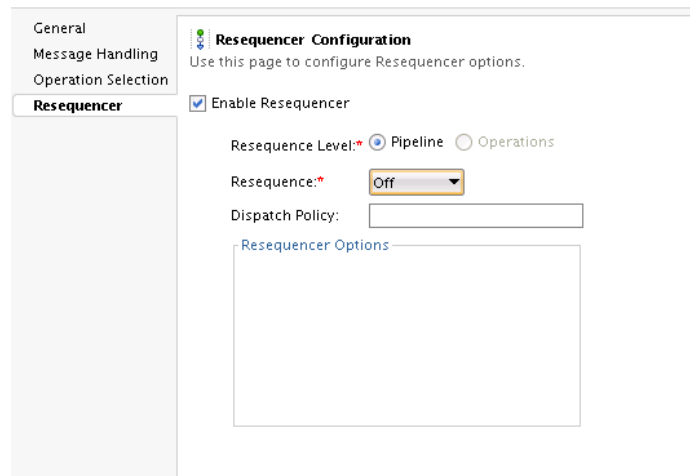 General
Message Handling
Operation Selection
Resequencer
Resequencer Configuration
Use this page to configure Resequencer options.
Enable Resequencer
Resequence Level:* Pipeline Operations
Resequence:* Off
Dispatch Policy:
Resequencer Options